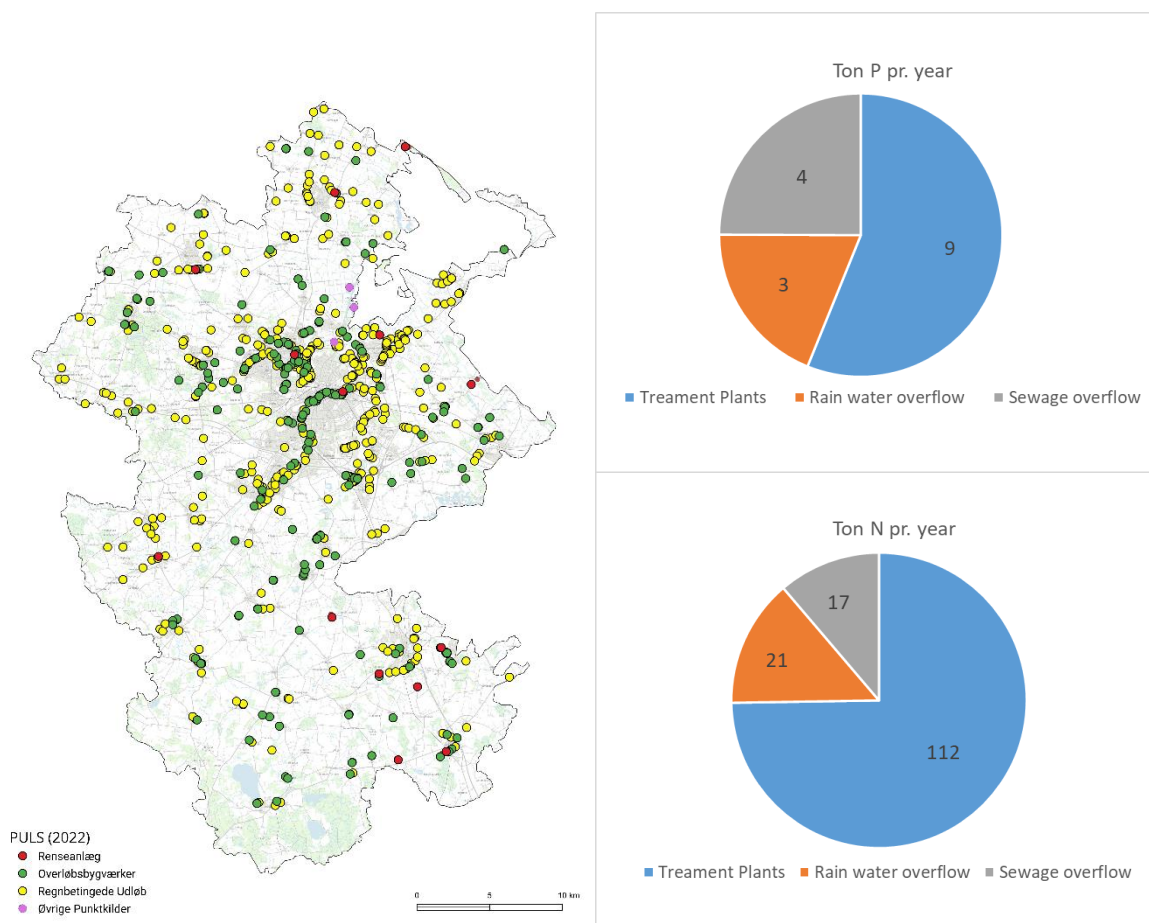 PULS (2022)
Renseanlæg
Overløbsbygværker
Regnbetingede Udløb
Øvrige Punktkilder
0 5 10 km
Ton P pr. year
4
9
3
Treament Plants Rain water overflow Sewage overflow
Ton N pr. year
17
21
112
Treament Plants Rain water overflow Sewage overflow